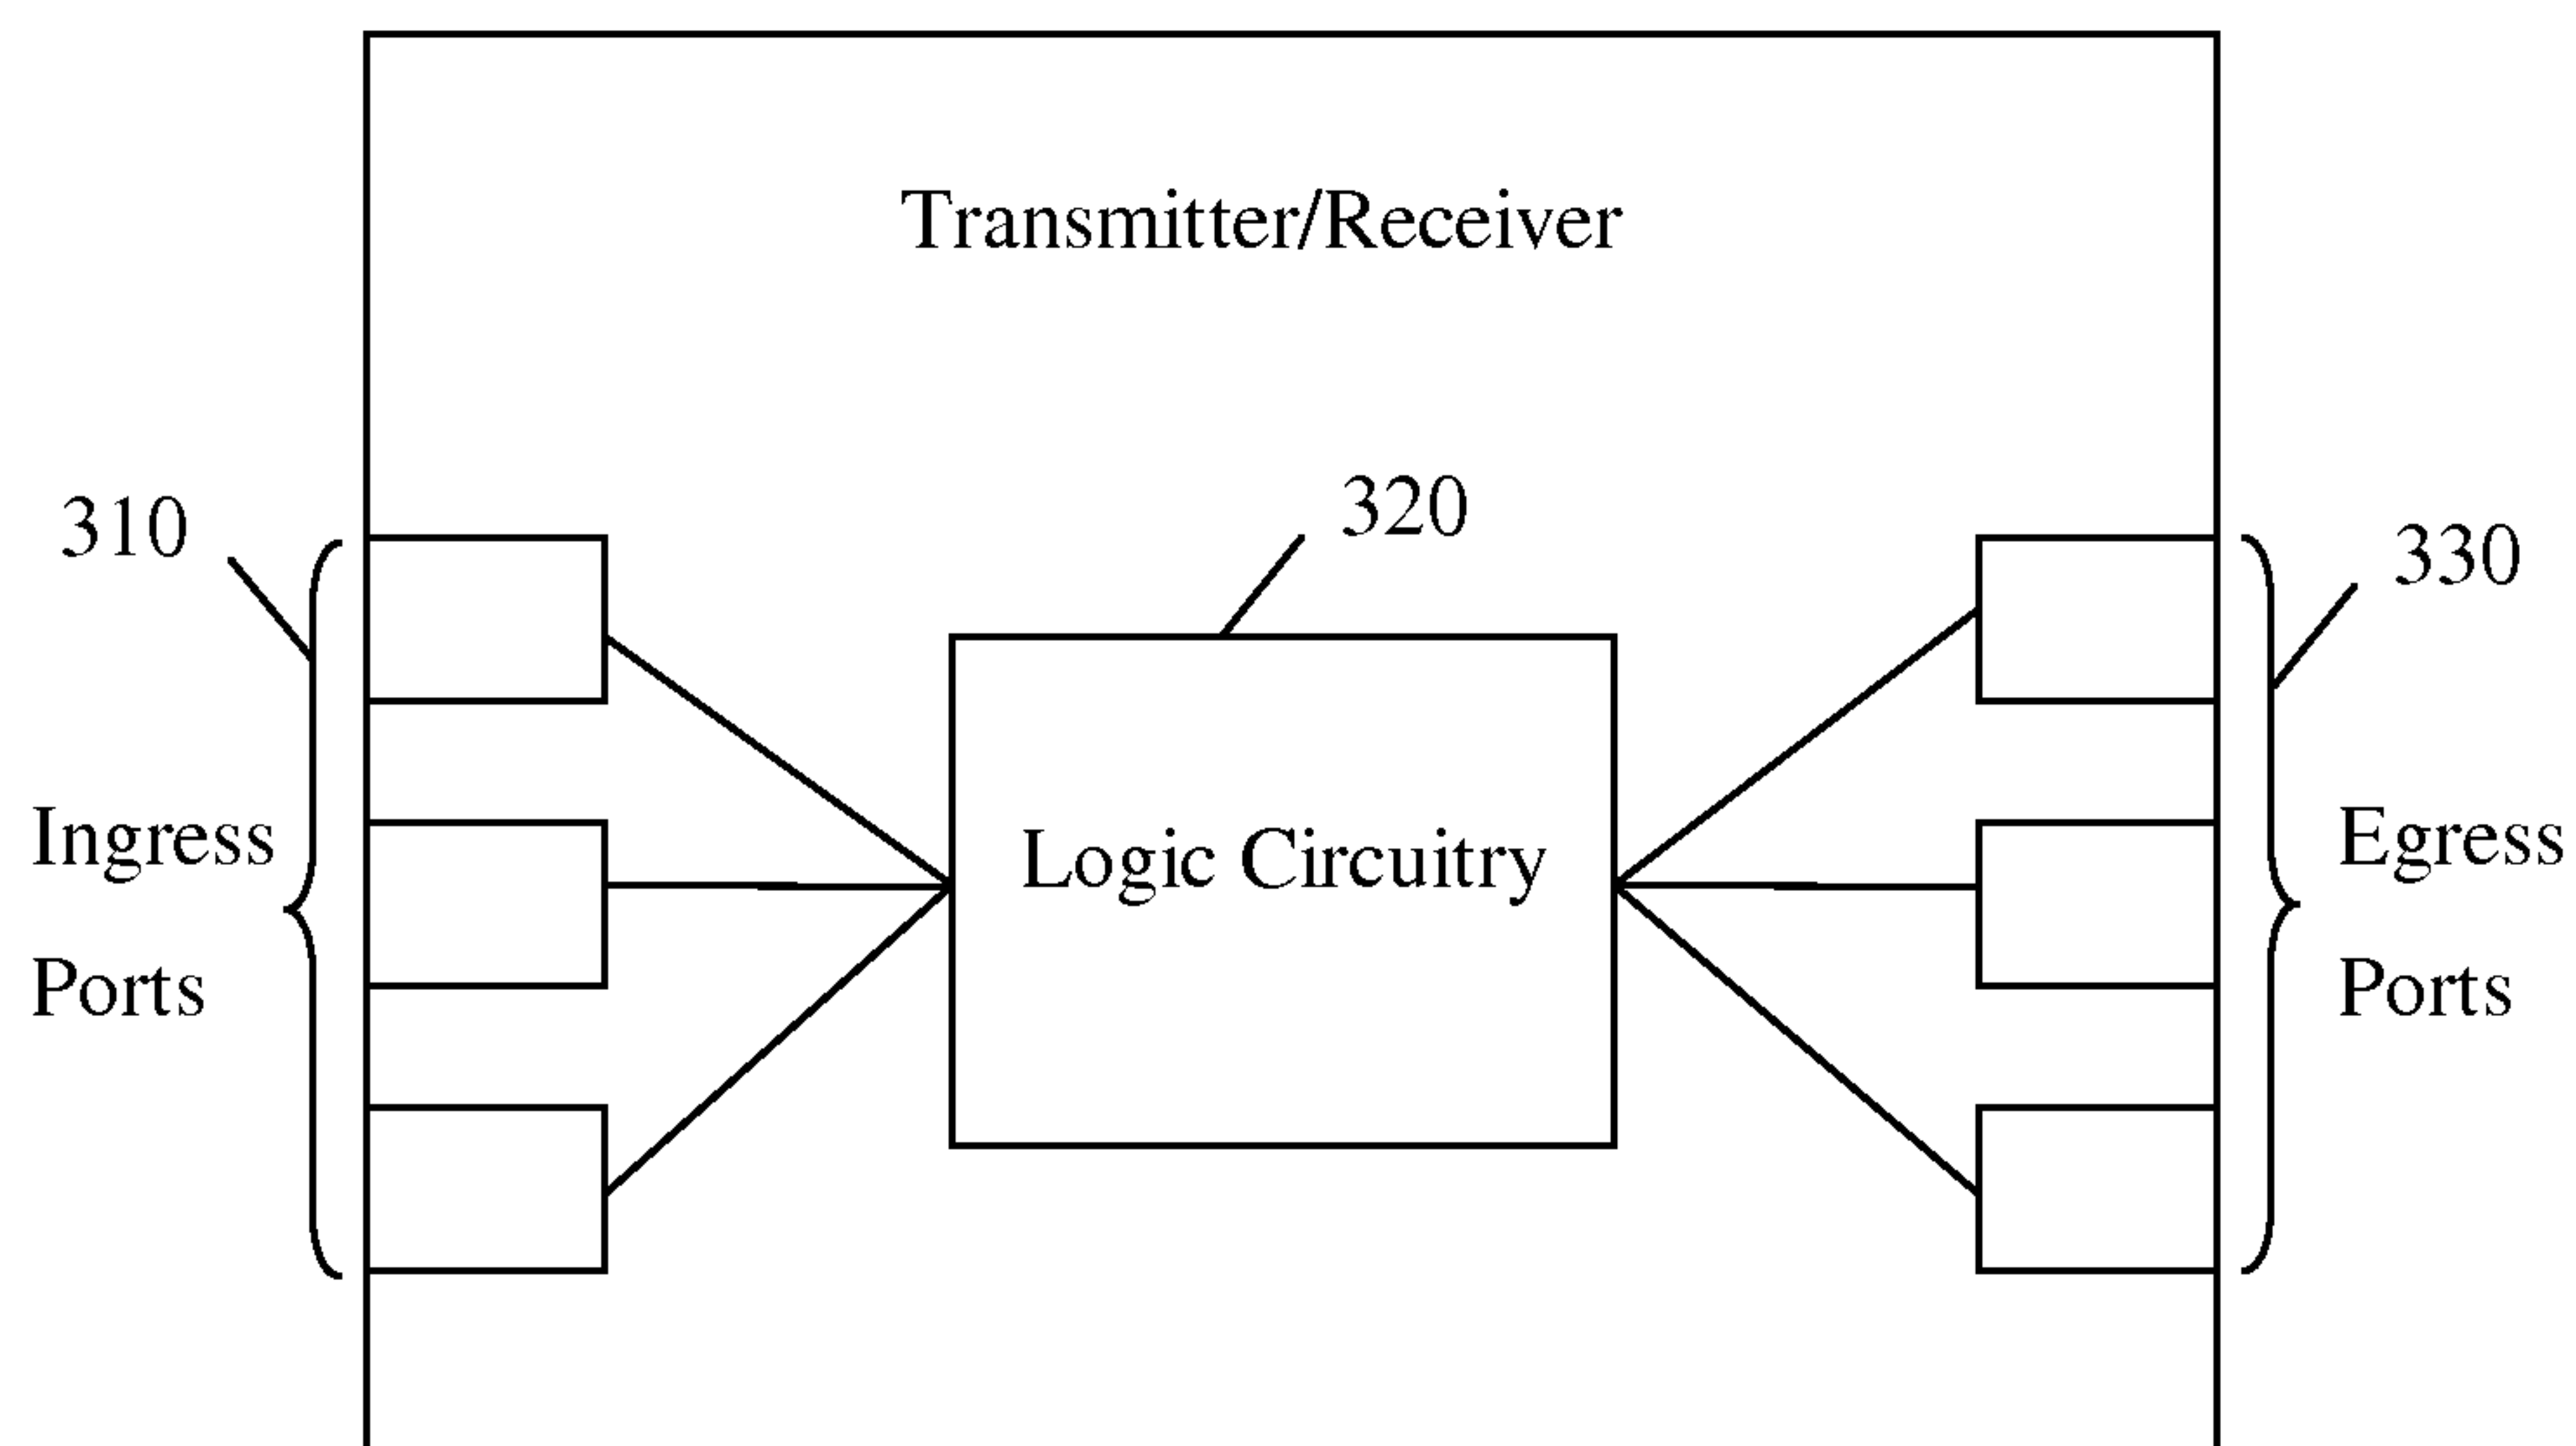 Transmitter/Receiver
310
320
330
Ingress
Ports
Logic Circuitry
Egress
Ports